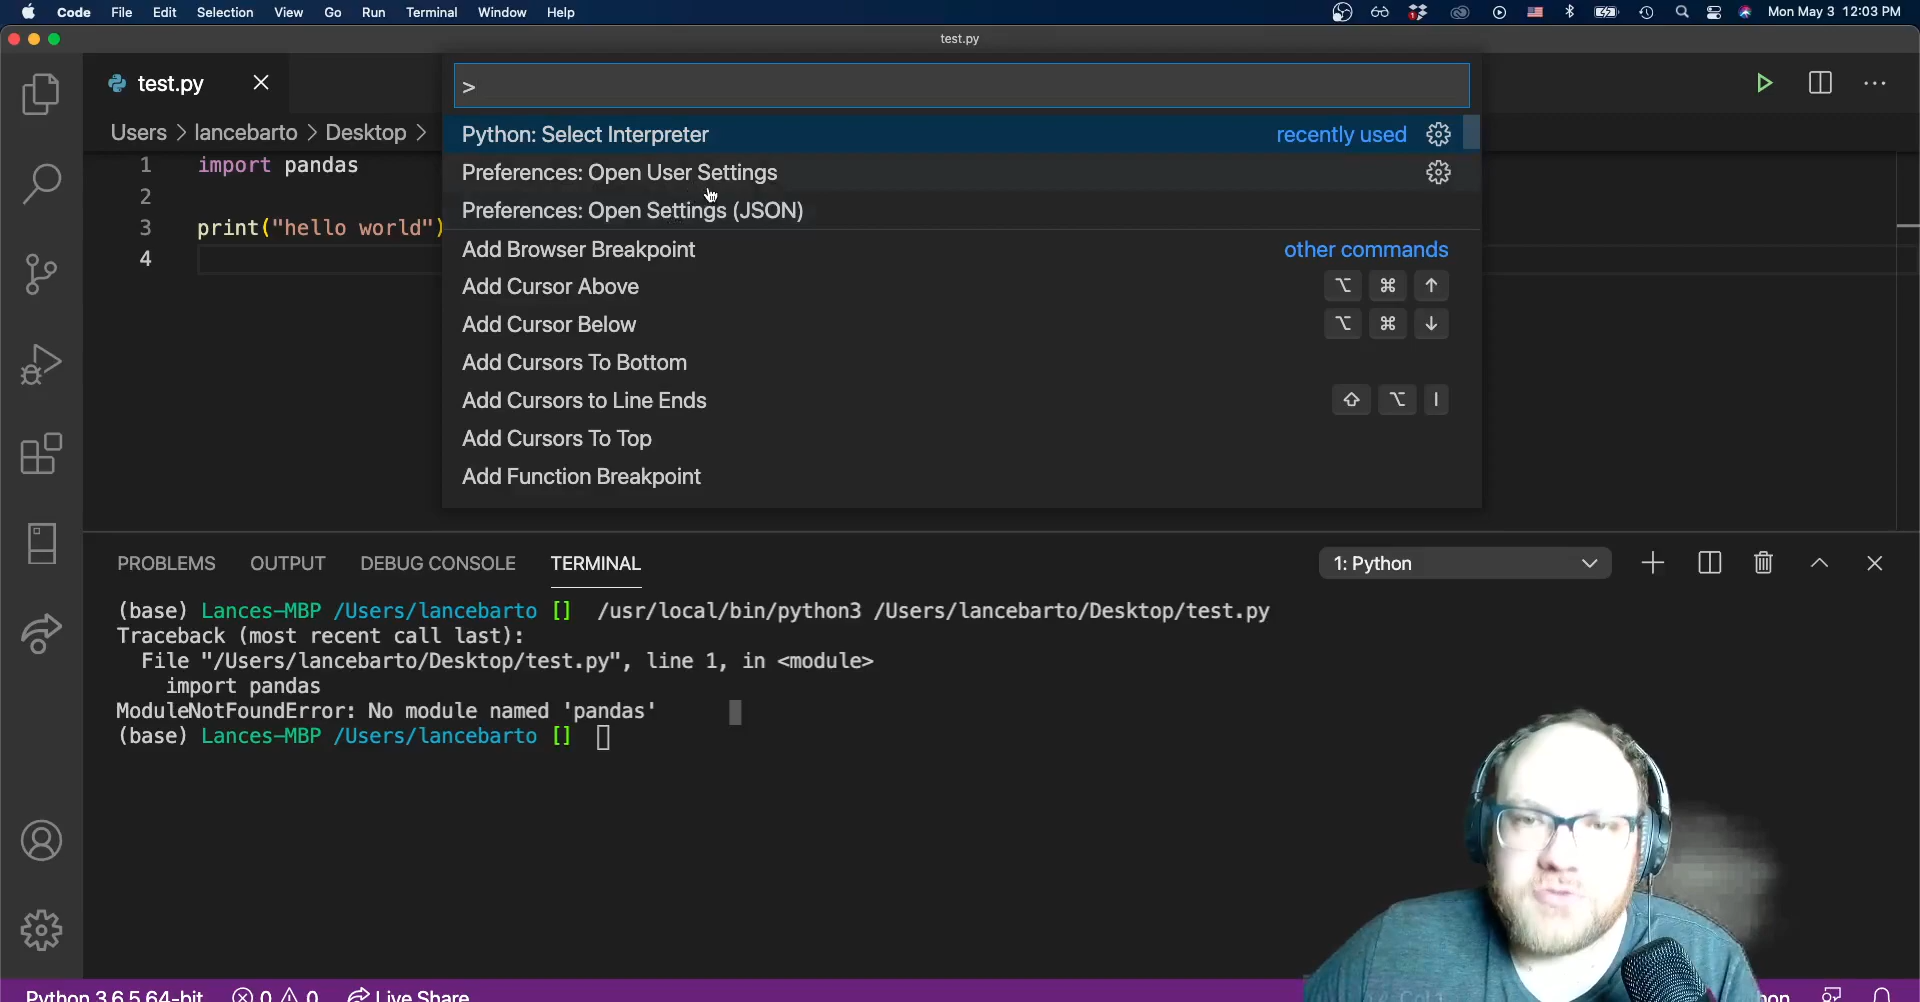 Code File Edit Selection View Go Run Terminal Window Help
Mon May 3 12:03 PM
test.py
test.py
>
Users > lancebarto > Desktop >
Python: Select Interpreter recently used
1 import pandas
Preferences: Open User Settings
2
Preferences: Open Settings (JSON)
3 print("hello world")
Add Browser Breakpoint other commands
4
Add Cursor Above ⌥ ⌘ ↑
Add Cursor Below ⌥ ⌘ ↓
Add Cursors To Bottom
Add Cursors to Line Ends ⇧ ⌥ I
Add Cursors To Top
Add Function Breakpoint
PROBLEMS OUTPUT DEBUG CONSOLE TERMINAL 1: Python
(base) Lances-MBP /Users/lancebarto [] /usr/local/bin/python3 /Users/lancebarto/Desktop/test.py
Traceback (most recent call last):
File "/Users/lancebarto/Desktop/test.py", line 1, in <module>
import pandas
ModuleNotFoundError: No module named 'pandas'
(base) Lances-MBP /Users/lancebarto []
Python 3.6.5 64-bit 0 0 Live Share